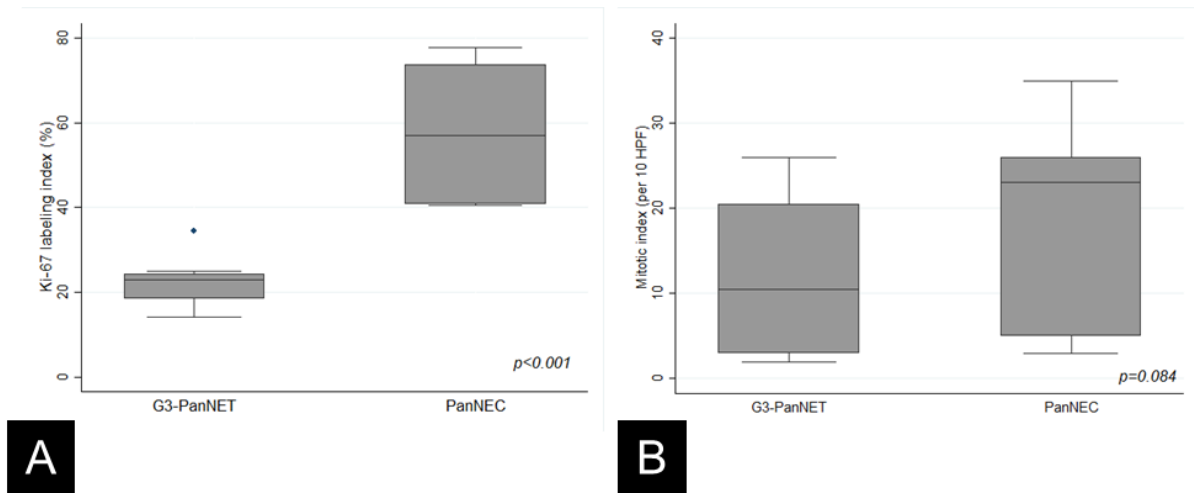 Ki-67 labeling index (%)
80
60
40
20
0
p<0.001
G3-PanNET PanNEC
A
Mitotic index (per 10 HPF)
40
30
20
10
0
p=0.084
G3-PanNET PanNEC
B